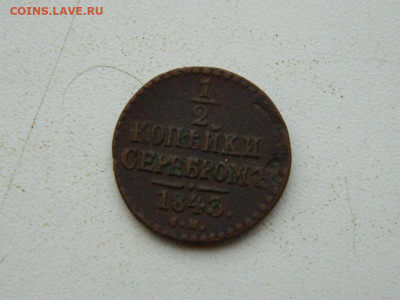 COINS.LAVE.RU
1
2
КОПѢЙКИ
СЕРЕБРОМЪ
1843.
С.М.